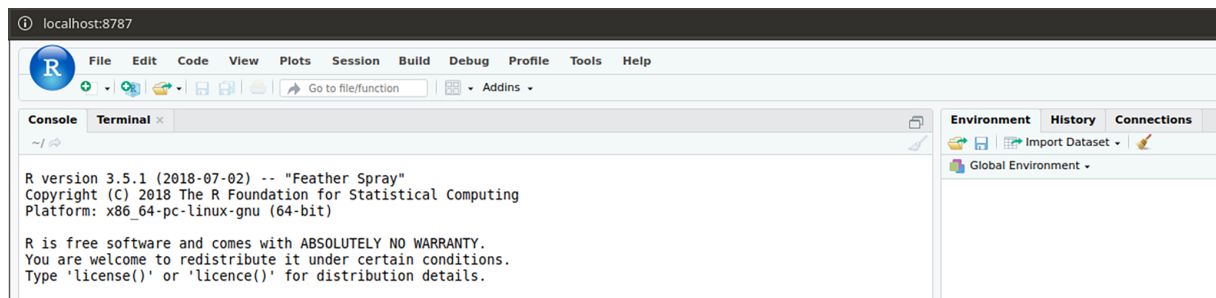 localhost:8787
R File Edit Code View Plots Session Build Debug Profile Tools Help
Go to file/function Addins
Console Terminal
~/
R version 3.5.1 (2018-07-02) -- "Feather Spray"
Copyright (C) 2018 The R Foundation for Statistical Computing
Platform: x86_64-pc-linux-gnu (64-bit)
R is free software and comes with ABSOLUTELY NO WARRANTY.
You are welcome to redistribute it under certain conditions.
Type 'license()' or 'licence()' for distribution details.
Environment History Connections
Import Dataset
Global Environment